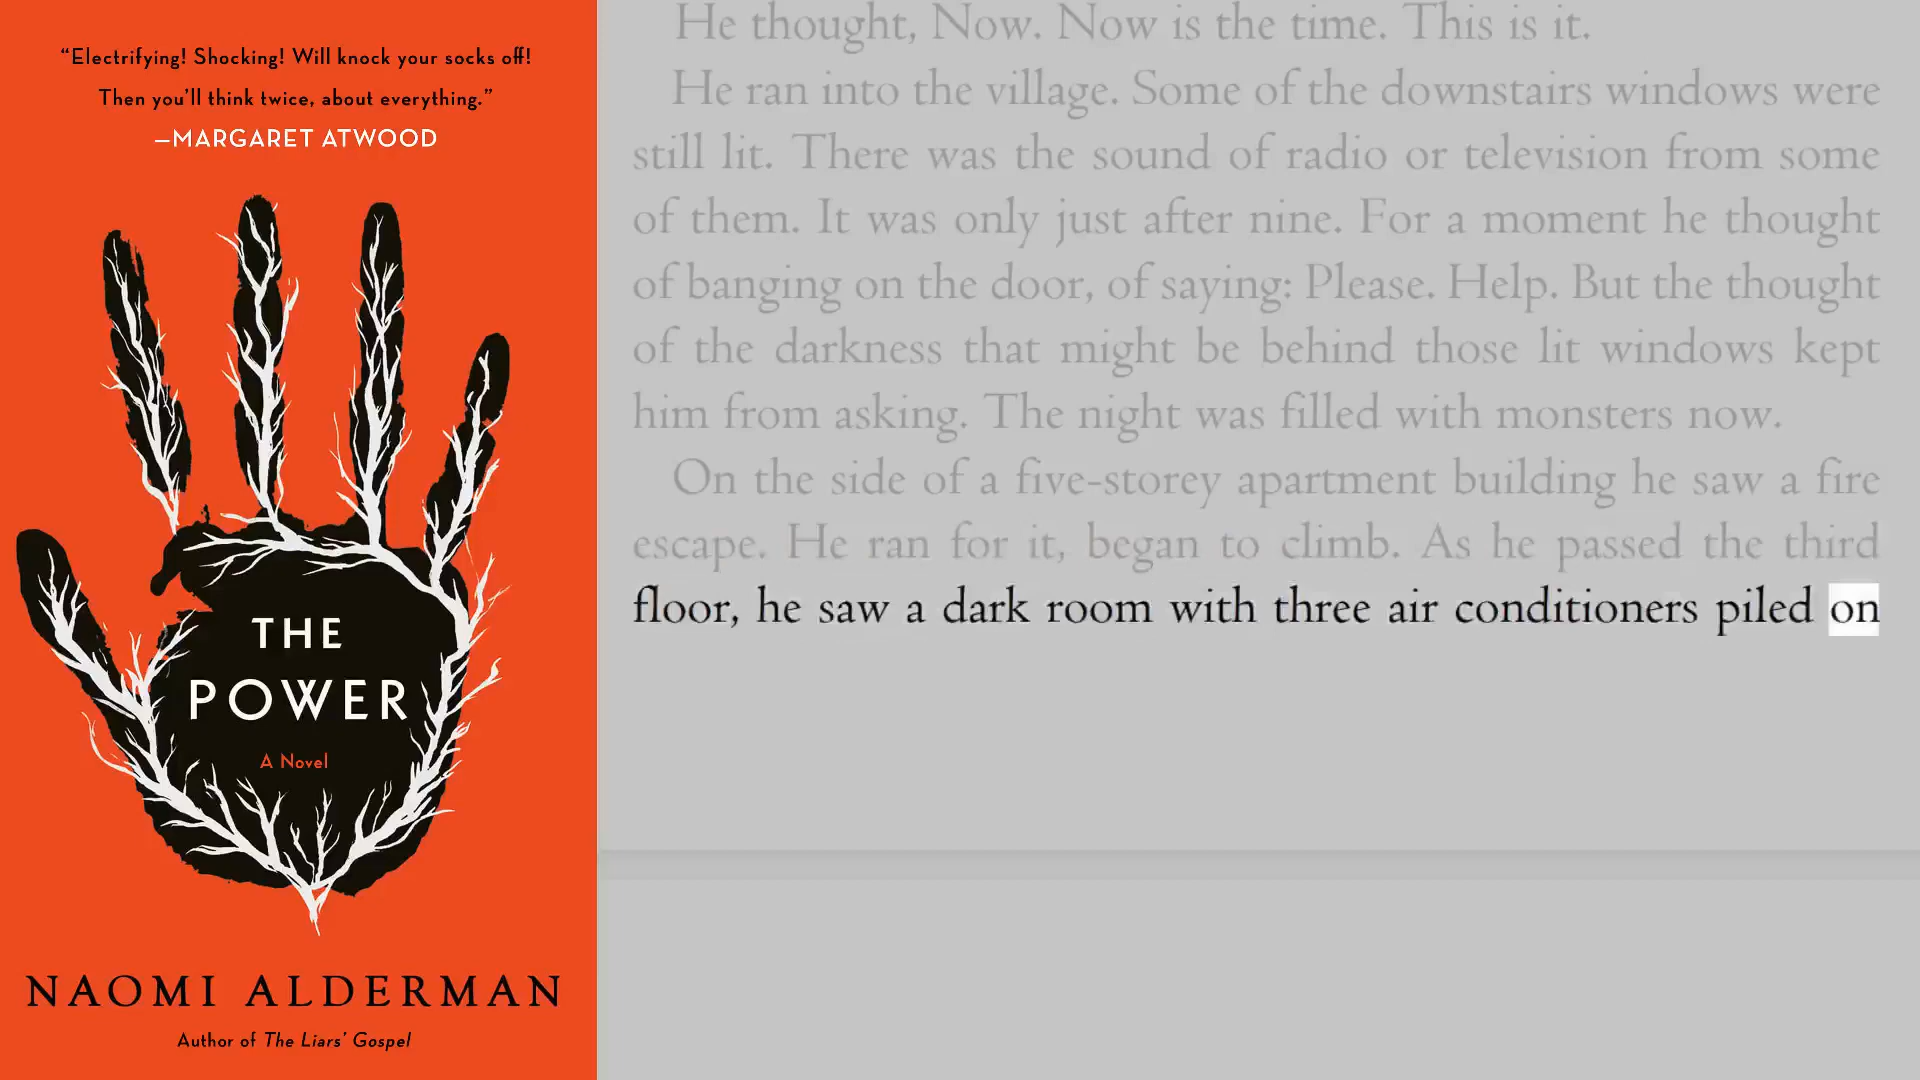 “Electrifying! Shocking! Will knock your socks off!
Then you’ll think twice, about everything.”
—MARGARET ATWOOD
THE
POWER
A Novel
NAOMI ALDERMAN
Author of The Liars’ Gospel
He thought, Now. Now is the time. This is it.
He ran into the village. Some of the downstairs windows were
still lit. There was the sound of radio or television from some
of them. It was only just after nine. For a moment he thought
of banging on the door, of saying: Please. Help. But the thought
of the darkness that might be behind those lit windows kept
him from asking. The night was filled with monsters now.
On the side of a five-storey apartment building he saw a fire
escape. He ran for it, began to climb. As he passed the third
floor, he saw a dark room with three air conditioners piled on